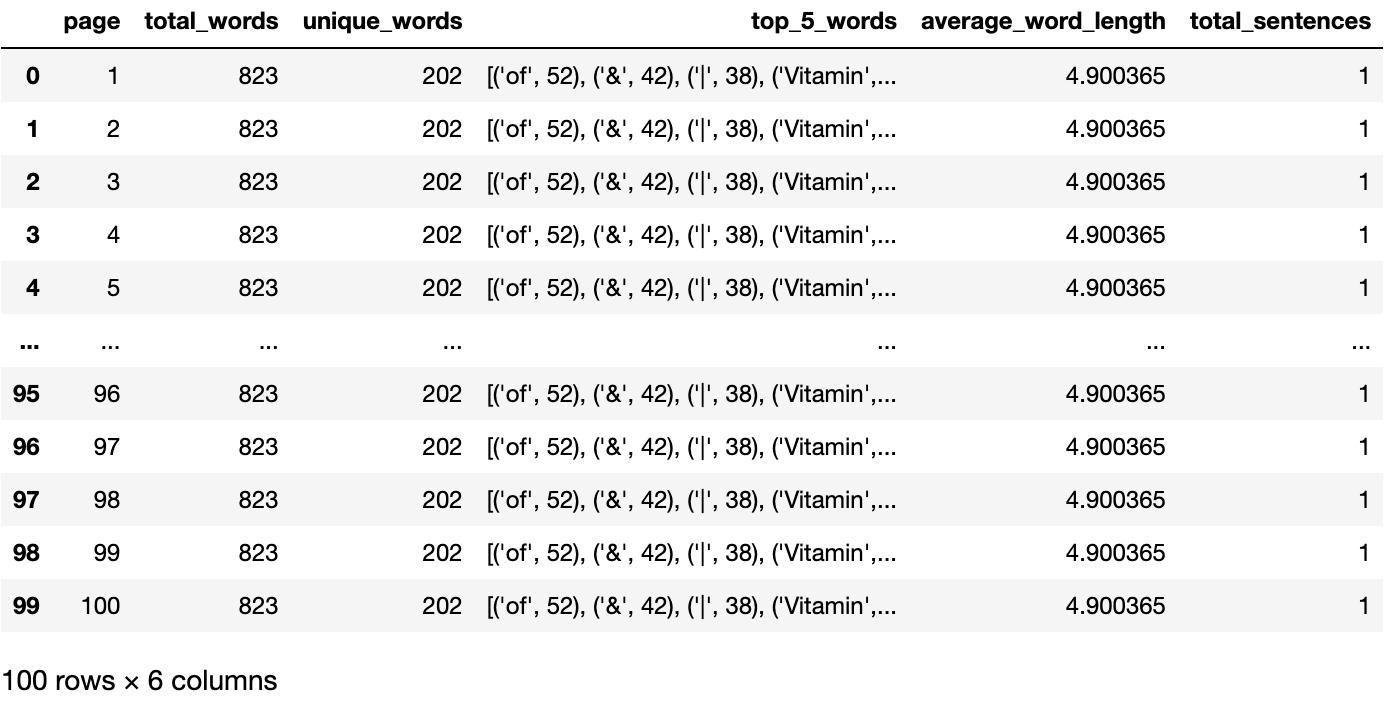 page total_words unique_words top_5_words average_word_length total_sentences
0 1 823 202 [('of', 52), ('&', 42), ('|', 38), ('Vitamin',... 4.900365 1
1 2 823 202 [('of', 52), ('&', 42), ('|', 38), ('Vitamin',... 4.900365 1
2 3 823 202 [('of', 52), ('&', 42), ('|', 38), ('Vitamin',... 4.900365 1
3 4 823 202 [('of', 52), ('&', 42), ('|', 38), ('Vitamin',... 4.900365 1
4 5 823 202 [('of', 52), ('&', 42), ('|', 38), ('Vitamin',... 4.900365 1
... ... ... ... ... ... ...
95 96 823 202 [('of', 52), ('&', 42), ('|', 38), ('Vitamin',... 4.900365 1
96 97 823 202 [('of', 52), ('&', 42), ('|', 38), ('Vitamin',... 4.900365 1
97 98 823 202 [('of', 52), ('&', 42), ('|', 38), ('Vitamin',... 4.900365 1
98 99 823 202 [('of', 52), ('&', 42), ('|', 38), ('Vitamin',... 4.900365 1
99 100 823 202 [('of', 52), ('&', 42), ('|', 38), ('Vitamin',... 4.900365 1
100 rows × 6 columns